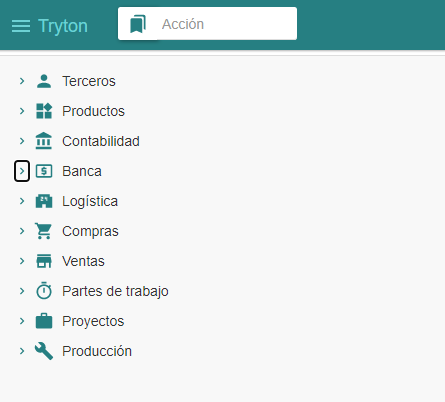 Tryton
Acción
Terceros
Productos
Contabilidad
Banca
Logística
Compras
Ventas
Partes de trabajo
Proyectos
Producción